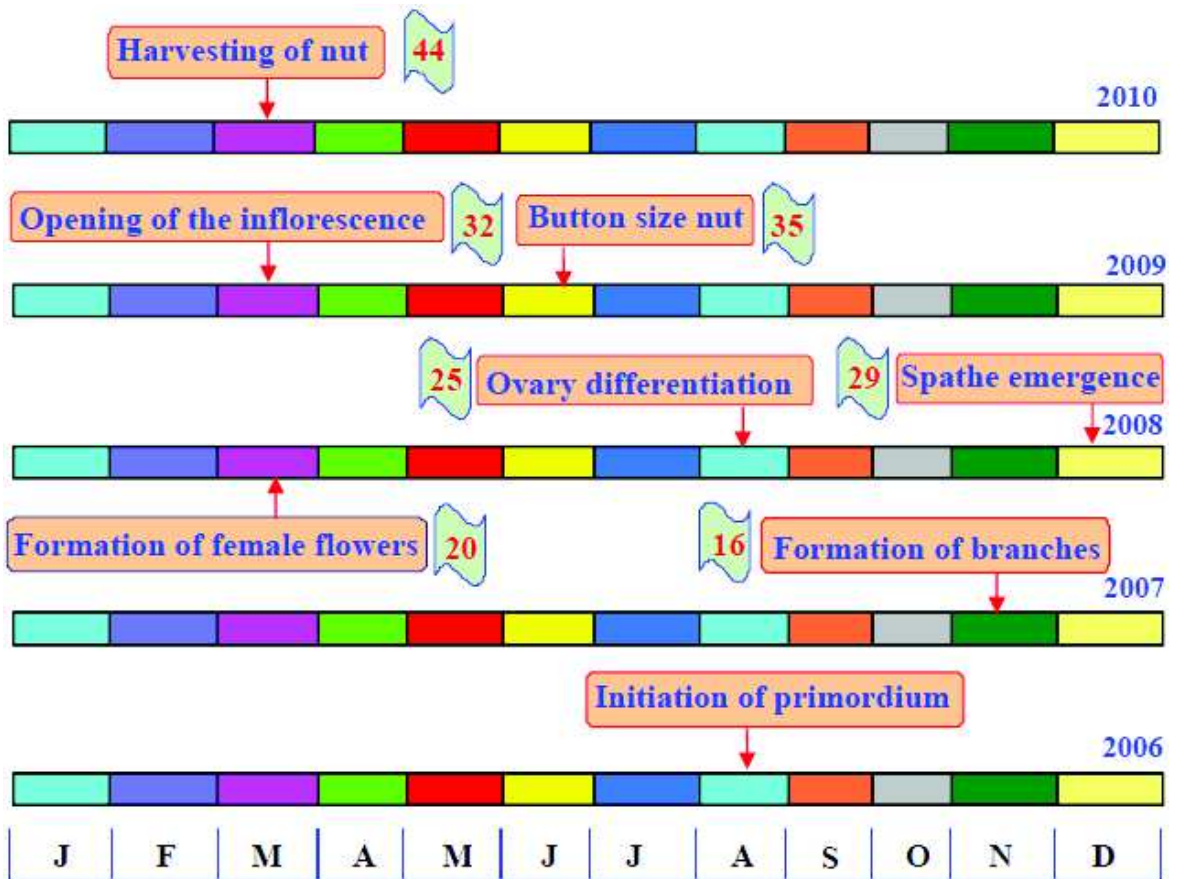 Harvesting of nut 44
2010
Opening of the inflorescence 32 Button size nut 35
2009
25 Ovary differentiation 29 Spathe emergence
2008
Formation of female flowers 20 16 Formation of branches
2007
Initiation of primordium
2006
J F M A M J J A S O N D